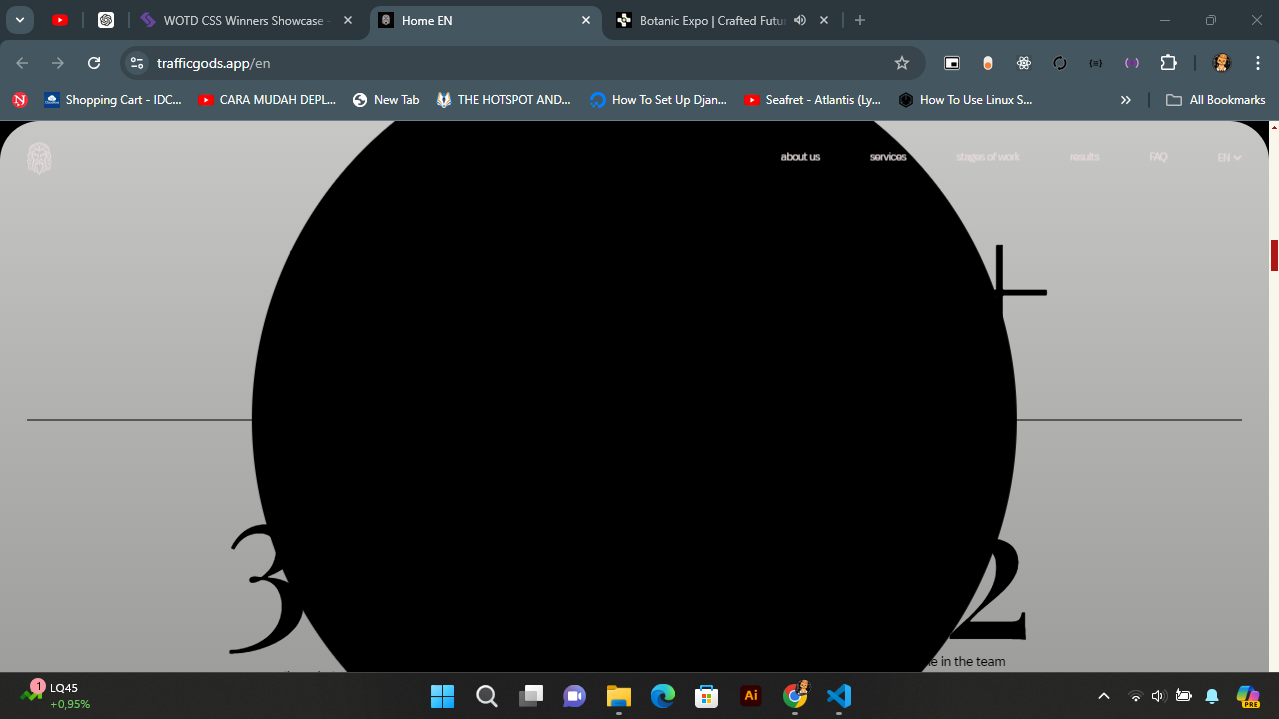 WOTD CSS Winners Showcase -
Home EN
Botanic Expo | Crafted Futur
trafficgods.app/en
Shopping Cart - IDC...
CARA MUDAH DEPL...
New Tab
THE HOTSPOT AND...
How To Set Up Djan...
Seafret - Atlantis (Ly...
How To Use Linux S...
All Bookmarks
about us
services
stages of work
results
FAQ
EN
+
3
2
in the team
1
LQ45
+0,95%
Ai
PRE